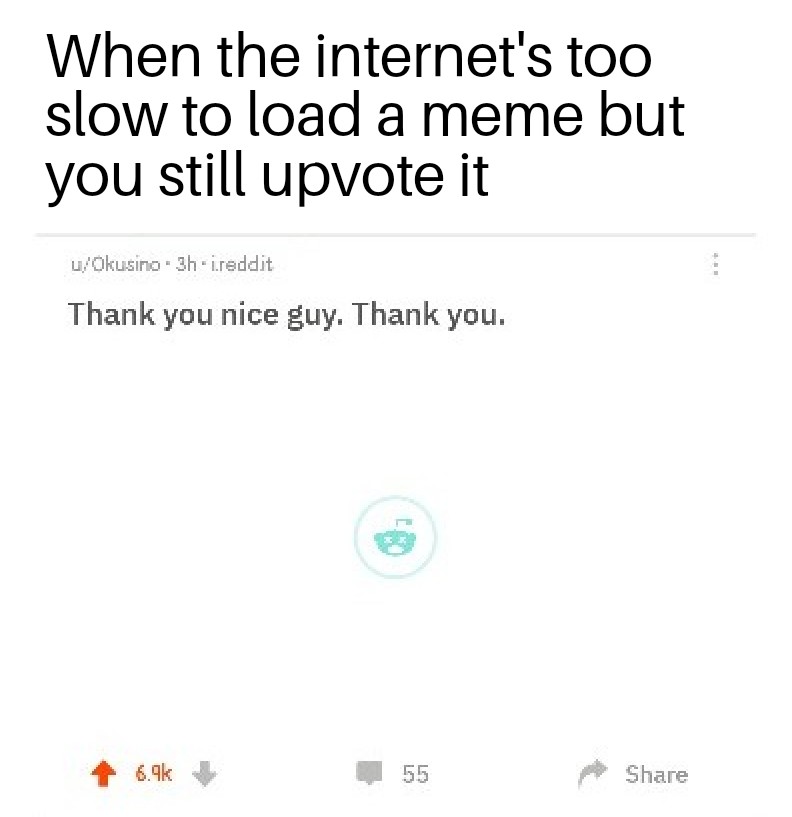 When the internet's too
slow to load a meme but
you still upvote it
u/Okusino · 3h · i.reddit
Thank you nice guy. Thank you.
6.9k 55 Share